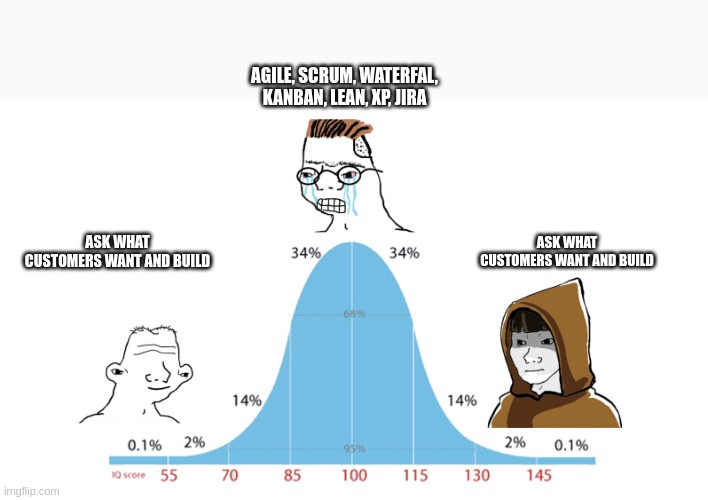 AGILE, SCRUM, WATERFAL,
KANBAN, LEAN, XP, JIRA
ASK WHAT
CUSTOMERS WANT AND BUILD
ASK WHAT
CUSTOMERS WANT AND BUILD
34% 34%
68%
14% 14%
0.1% 2% 95% 2% 0.1%
IQ score 55 70 85 100 115 130 145
imgflip.com